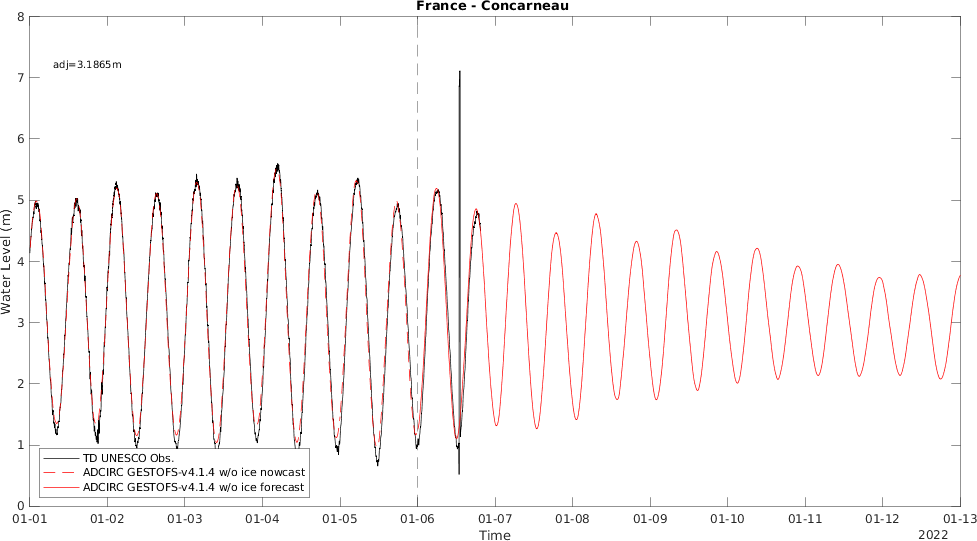 France - Concarneau
8
7
6
5
4
3
2
1
0
Water Level (m)
adj=3.1865m
TD UNESCO Obs.
ADCIRC GESTOFS-v4.1.4 w/o ice nowcast
ADCIRC GESTOFS-v4.1.4 w/o ice forecast
01-01 01-02 01-03 01-04 01-05 01-06 01-07 01-08 01-09 01-10 01-11 01-12 01-13
Time
2022